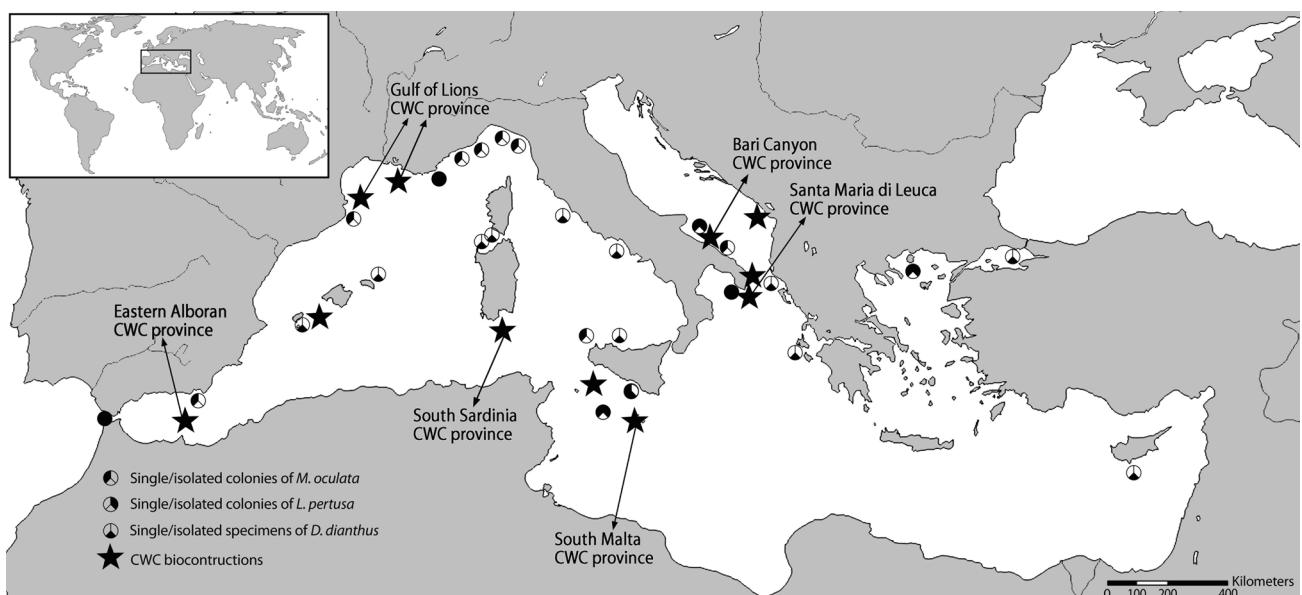 Gulf of Lions
CWC province
Bari Canyon
CWC province
Santa Maria di Leuca
CWC province
Eastern Alboran
CWC province
South Sardinia
CWC province
South Malta
CWC province
Single/isolated colonies of M. oculata
Single/isolated colonies of L. pertusa
Single/isolated specimens of D. dianthus
CWC biocontructions
Kilometers
0 100 200 400